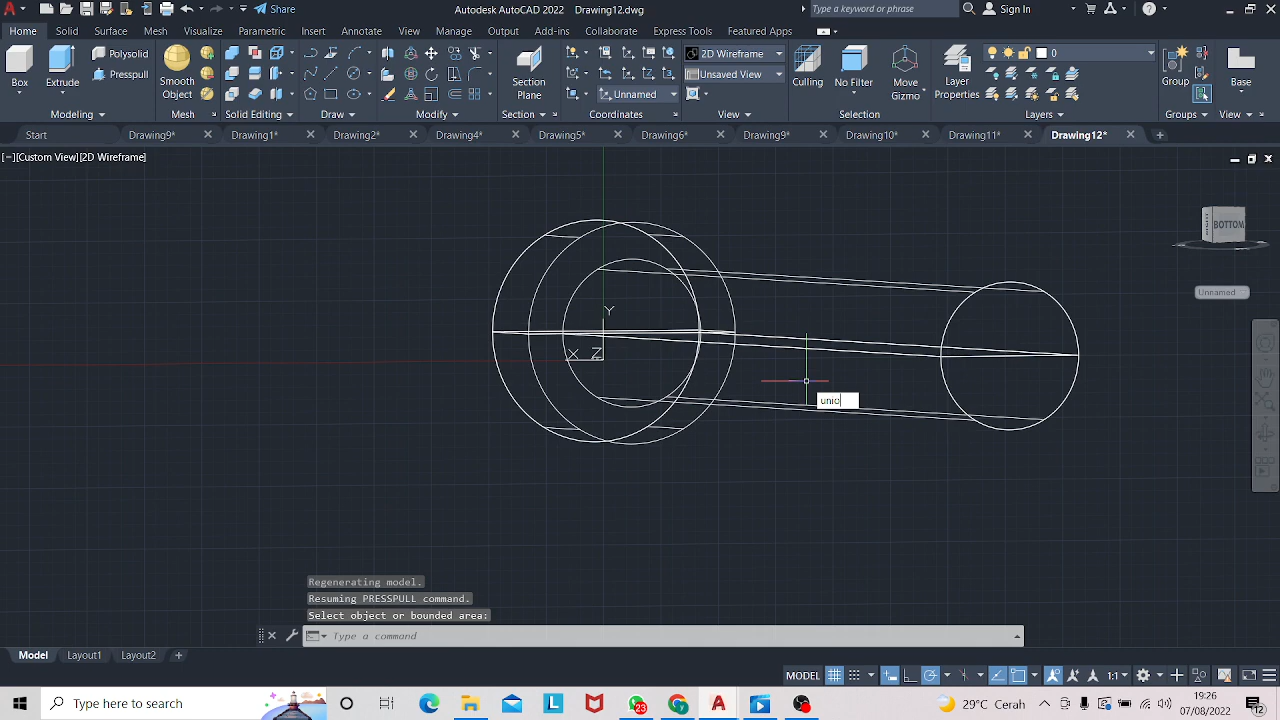 Share
Autodesk AutoCAD 2022 Drawing12.dwg
Type a keyword or phrase
Sign In
Home Solid Surface Mesh Visualize Parametric Insert Annotate View Manage Output Add-ins Collaborate Express Tools Featured Apps
Box
Extrude
Polysolid
Presspull
Smooth
Object
Section
Plane
2D Wireframe
Unsaved View
Unnamed
Culling
No Filter
Move
Gizmo
Layer
Properties
0
Group
Base
Modeling Mesh Solid Editing Draw Modify Section Coordinates View Selection Layers Groups View
Start Drawing9* Drawing1* Drawing2* Drawing4* Drawing5* Drawing6* Drawing9* Drawing10* Drawing11* Drawing12*
[−][Custom View][2D Wireframe]
BOTTOM
Unnamed
Y
X Z
unio
Regenerating model.
Resuming PRESSPULL command.
Select object or bounded area:
Type a command
Model Layout1 Layout2
MODEL
1:1
Type here to search
23
29°C Cerah
19:26
07/08/2022
12